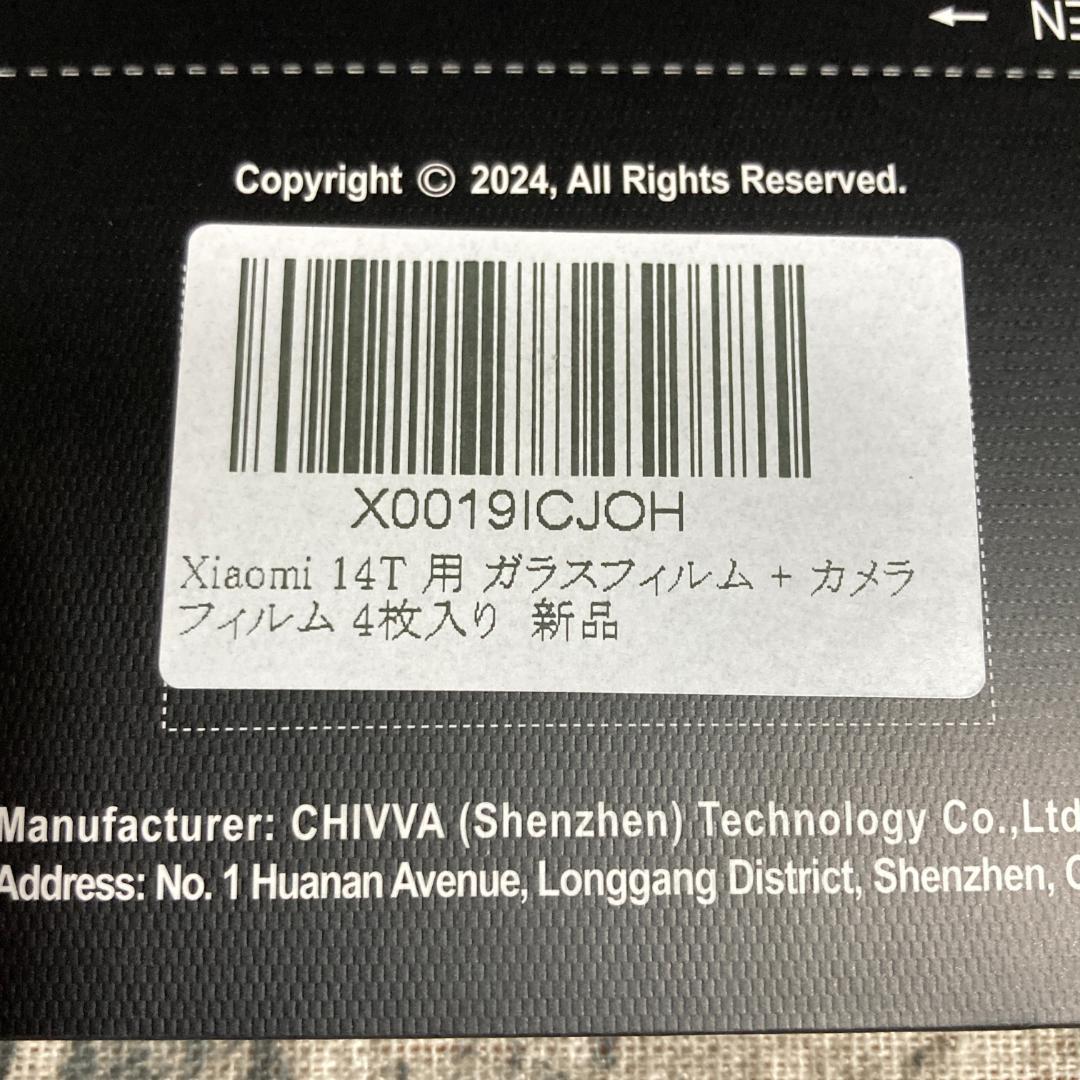 ←
Copyright © 2024, All Rights Reserved.
X0019ICJOH
Xiaomi 14T 用 ガラスフィルム + カメラ
フィルム 4枚入り 新品
Manufacturer: CHIVVA (Shenzhen) Technology Co.,Ltd
Address: No. 1 Huanan Avenue, Longgang District, Shenzhen,